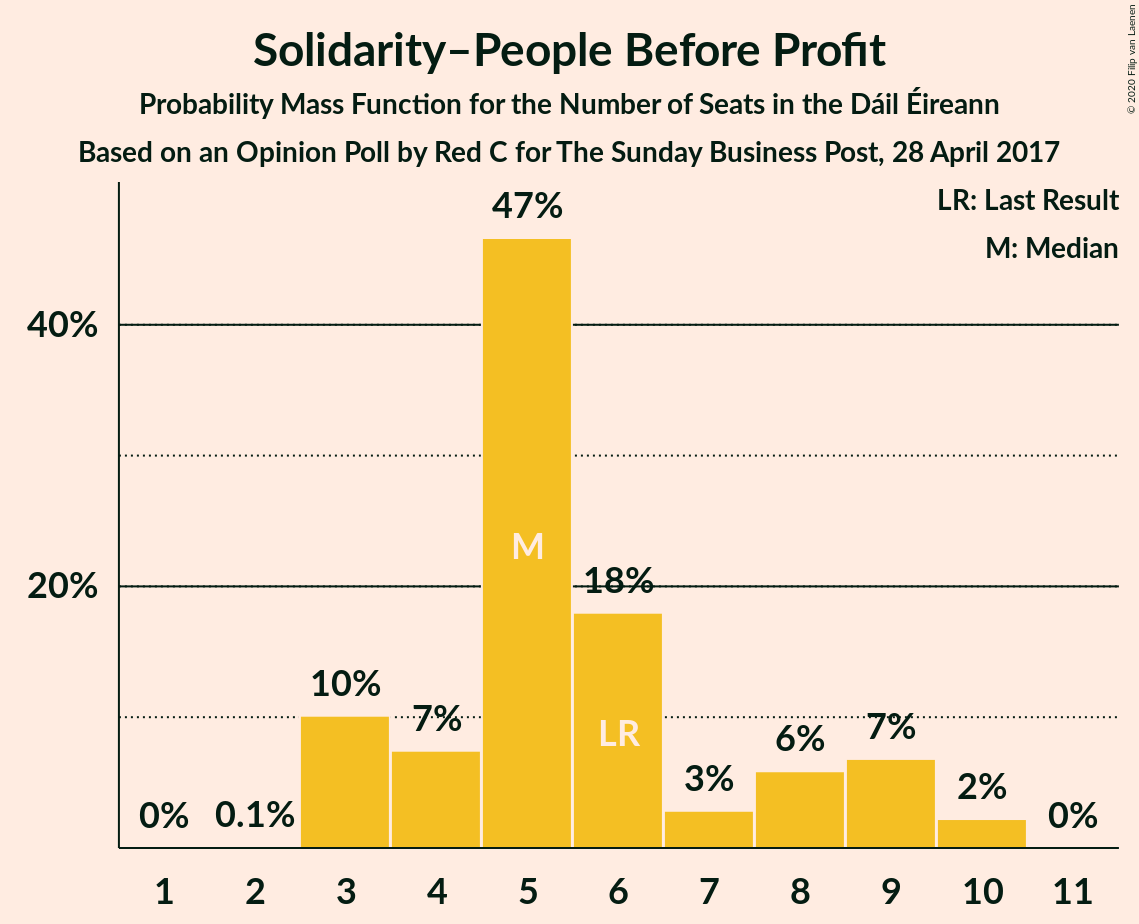 Solidarity–People Before Profit
Probability Mass Function for the Number of Seats in the Dáil Éireann
Based on an Opinion Poll by Red C for The Sunday Business Post, 28 April 2017
© 2020 Filip van Laenen
LR: Last Result
M: Median
40%
20%
0%
0.1%
10%
7%
47%
18%
3%
6%
7%
2%
0%
M
LR
1 2 3 4 5 6 7 8 9 10 11